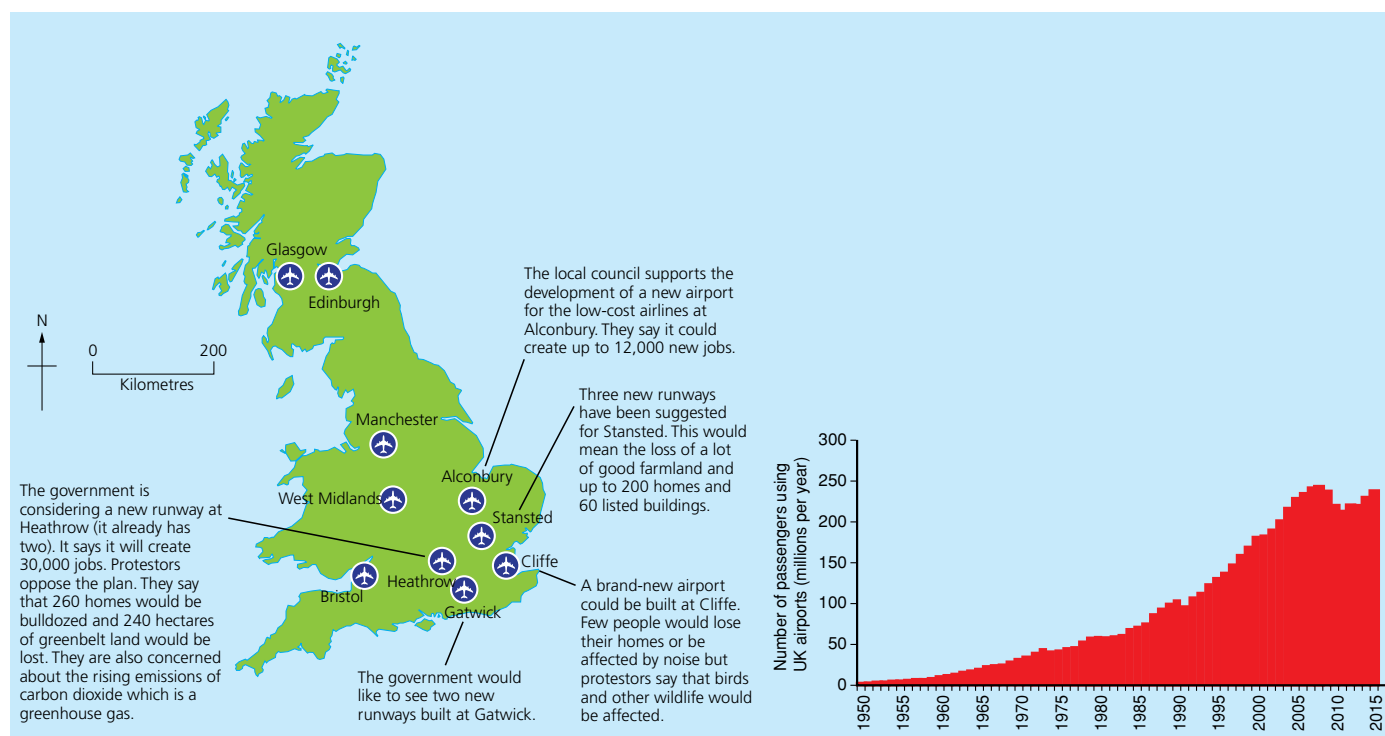 Glasgow
Edinburgh
N
0 200
Kilometres
The local council supports the
development of a new airport
for the low-cost airlines at
Alconbury. They say it could
create up to 12,000 new jobs.
Three new runways
have been suggested
for Stansted. This would
mean the loss of a lot
of good farmland and
up to 200 homes and
60 listed buildings.
Manchester
Alconbury
West Midlands
Stansted
Cliffe
Heathrow
Bristol
Gatwick
The government is
considering a new runway at
Heathrow (it already has
two). It says it will create
30,000 jobs. Protestors
oppose the plan. They say
that 260 homes would be
bulldozed and 240 hectares
of greenbelt land would be
lost. They are also concerned
about the rising emissions of
carbon dioxide which is a
greenhouse gas.
The government would
like to see two new
runways built at Gatwick.
A brand-new airport
could be built at Cliffe.
Few people would lose
their homes or be
affected by noise but
protestors say that birds
and other wildlife would
be affected.
Number of passengers using
UK airports (millions per year)
300
250
200
150
100
50
0
1950
1955
1960
1965
1970
1975
1980
1985
1990
1995
2000
2005
2010
2015